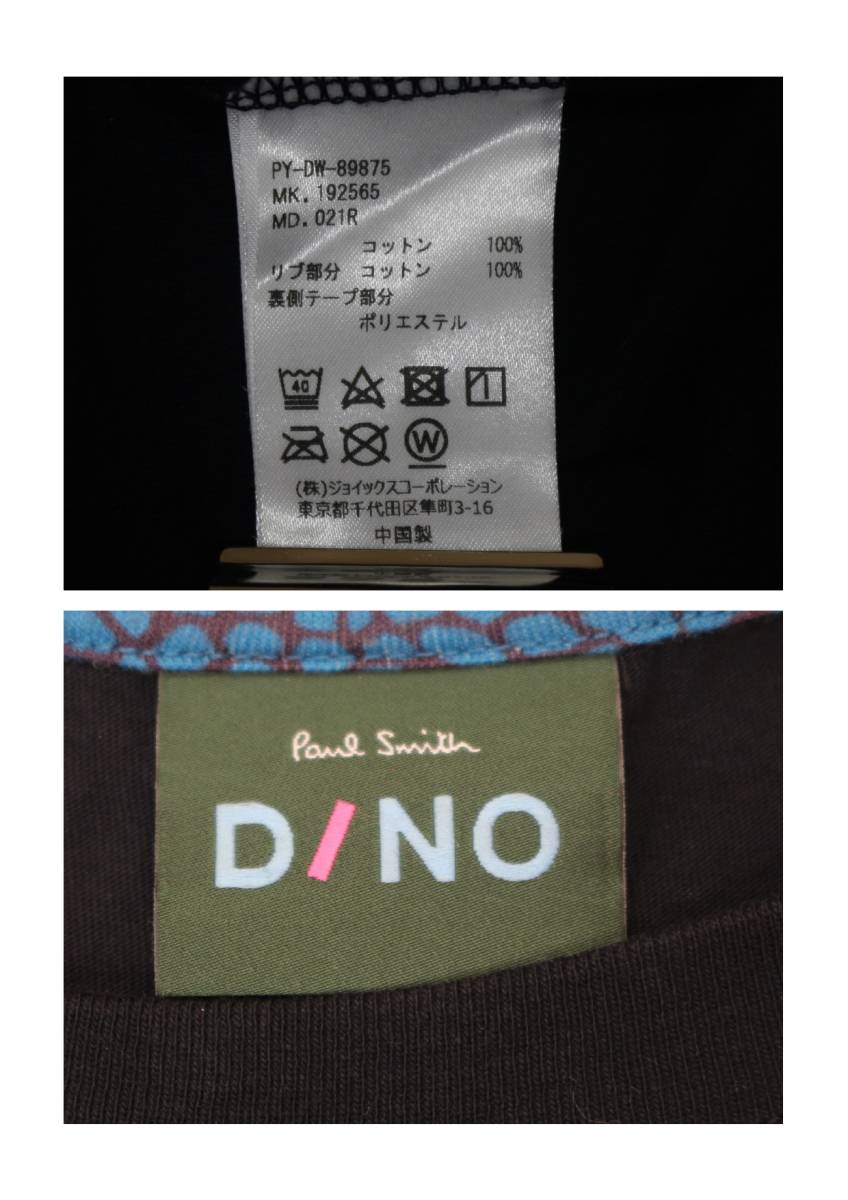 PY-DW-89875
MK. 192565
MD. 021R
コットン 100%
リブ部分 コットン 100%
裏側テープ部分
ポリエステル
40
W
(株)ジョイックスコーポレーション
東京都千代田区隼町3-16
中国製
Paul Smith
D/NO